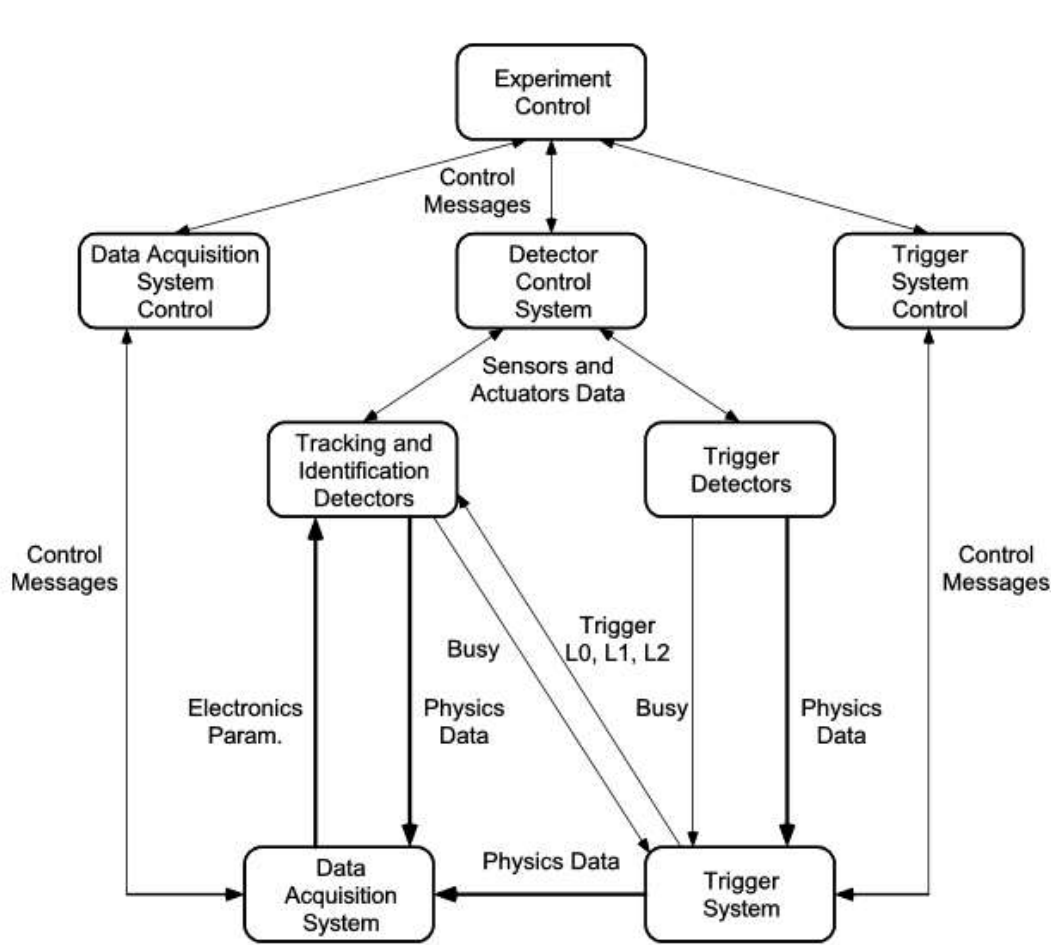 Experiment
Control
Control
Messages
Data Acquisition
System
Control
Detector
Control
System
Trigger
System
Control
Sensors and
Actuators Data
Tracking and
Identification
Detectors
Trigger
Detectors
Control
Messages
Control
Messages
Busy
Trigger
L0, L1, L2
Electronics
Param.
Physics
Data
Busy
Physics
Data
Physics Data
Data
Acquisition
System
Trigger
System